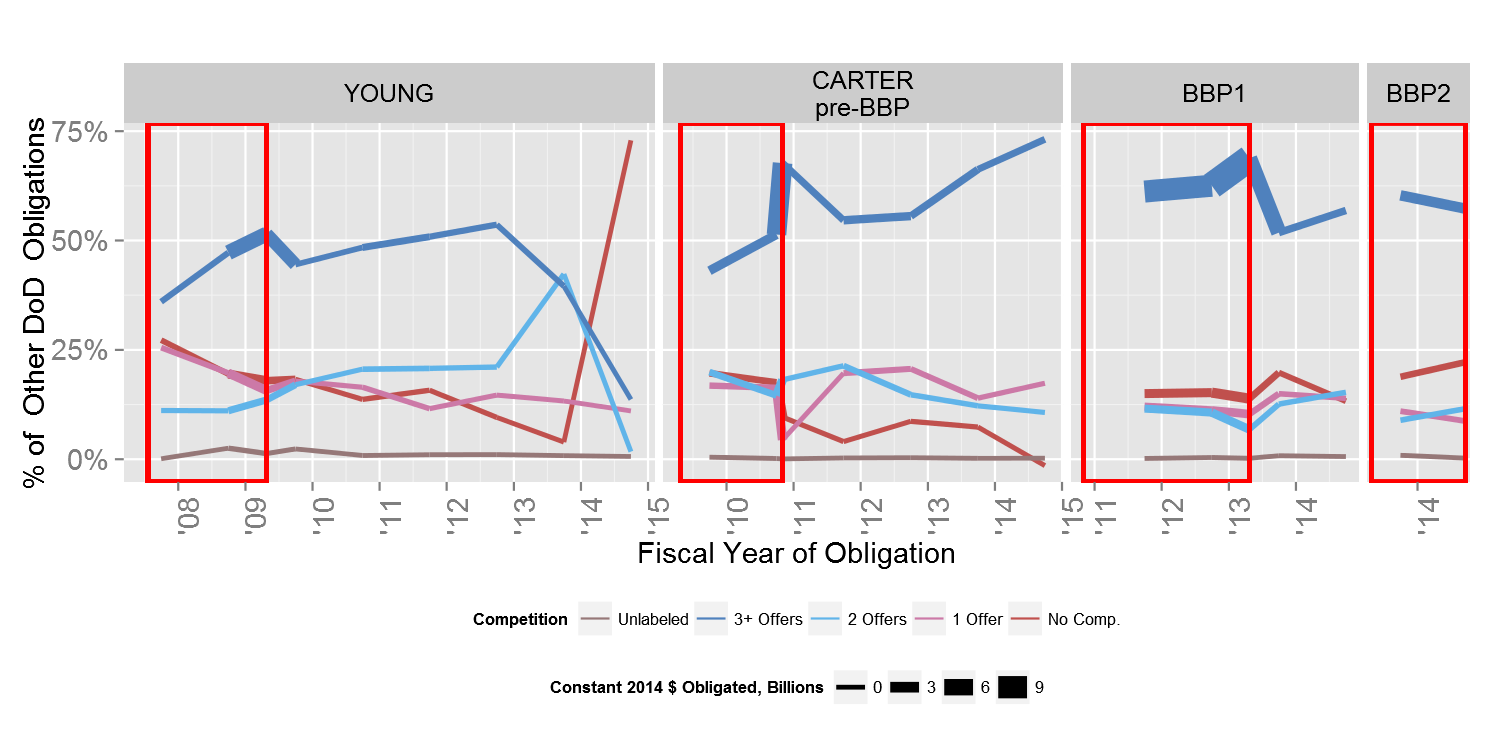 YOUNG
CARTER
pre-BBP
BBP1
BBP2
% of Other DoD Obligations
75%
50%
25%
0%
'08 '09 '10 '11 '12 '13 '14 '15
'10 '11 '12 '13 '14 '15
'11 '12 '13 '14
'14
Fiscal Year of Obligation
Competition Unlabeled 3+ Offers 2 Offers 1 Offer No Comp.
Constant 2014 $ Obligated, Billions 0 3 6 9